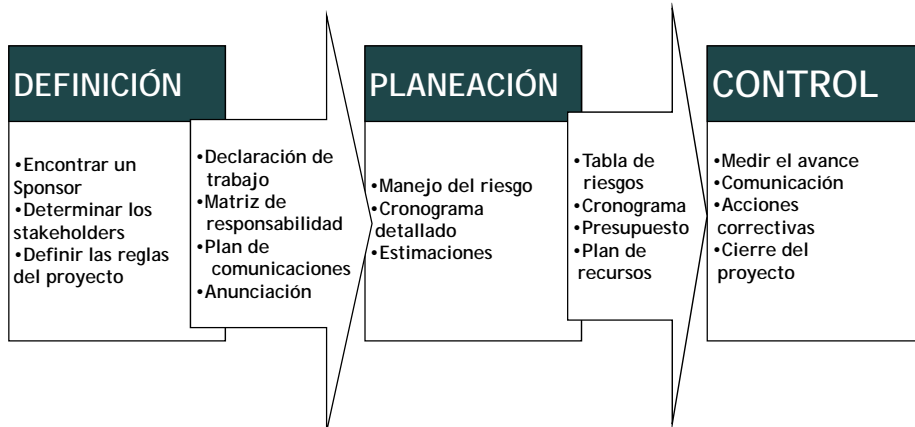 DEFINICIÓN
•Encontrar un
Sponsor
•Determinar los
stakeholders
•Definir las reglas
del proyecto
•Declaración de
trabajo
•Matriz de
responsabilidad
•Plan de
comunicaciones
•Anunciación
PLANEACIÓN
•Manejo del riesgo
•Cronograma
detallado
•Estimaciones
•Tabla de
riesgos
•Cronograma
•Presupuesto
•Plan de
recursos
CONTROL
•Medir el avance
•Comunicación
•Acciones
correctivas
•Cierre del
proyecto